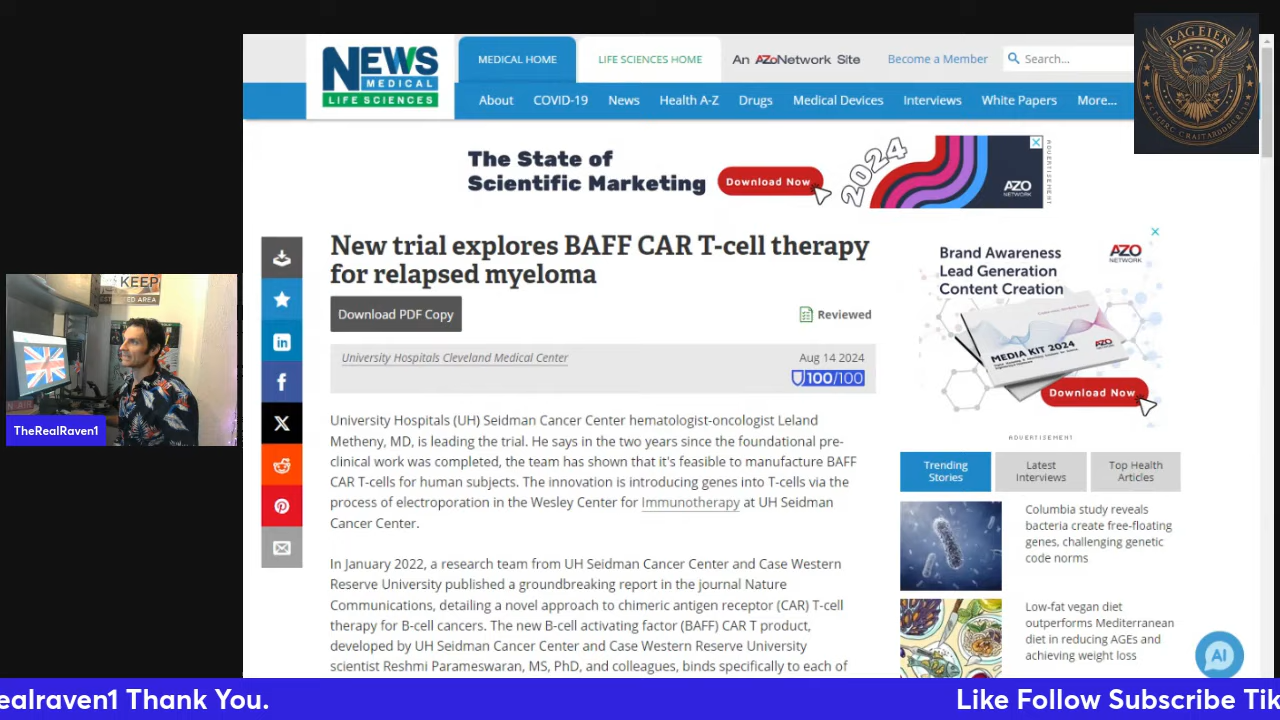 NEWS
MEDICAL
LIFE SCIENCES
MEDICAL HOME
LIFE SCIENCES HOME
An AZoNetwork Site
Become a Member
Search...
RAGEIEN
About
COVID-19
News
Health A-Z
Drugs
Medical Devices
Interviews
White Papers
More...
The State of
Scientific Marketing
Download Now
2024
AZO
NETWORK
ADVERTISEMENT
New trial explores BAFF CAR T-cell therapy
for relapsed myeloma
Download PDF Copy
Reviewed
University Hospitals Cleveland Medical Center
Aug 14 2024
100/100
University Hospitals (UH) Seidman Cancer Center hematologist-oncologist Leland
Metheny, MD, is leading the trial. He says in the two years since the foundational pre-
clinical work was completed, the team has shown that it's feasible to manufacture BAFF
CAR T-cells for human subjects. The innovation is introducing genes into T-cells via the
process of electroporation in the Wesley Center for Immunotherapy at UH Seidman
Cancer Center.
In January 2022, a research team from UH Seidman Cancer Center and Case Western
Reserve University published a groundbreaking report in the journal Nature
Communications, detailing a novel approach to chimeric antigen receptor (CAR) T-cell
therapy for B-cell cancers. The new B-cell activating factor (BAFF) CAR T product,
developed by UH Seidman Cancer Center and Case Western Reserve University
scientist Reshmi Parameswaran, MS, PhD, and colleagues, binds specifically to each of
Brand Awareness
Lead Generation
Content Creation
AZO
NETWORK
MEDIA KIT 2024
AZO
Download Now
ADVERTISEMENT
Trending
Stories
Latest
Interviews
Top Health
Articles
Columbia study reveals
bacteria create free-floating
genes, challenging genetic
code norms
Low-fat vegan diet
outperforms Mediterranean
diet in reducing AGEs and
achieving weight loss
AI
KEEP
AREA
ON AIR
TheRealRaven1
ealraven1 Thank You.
Like Follow Subscribe Tik